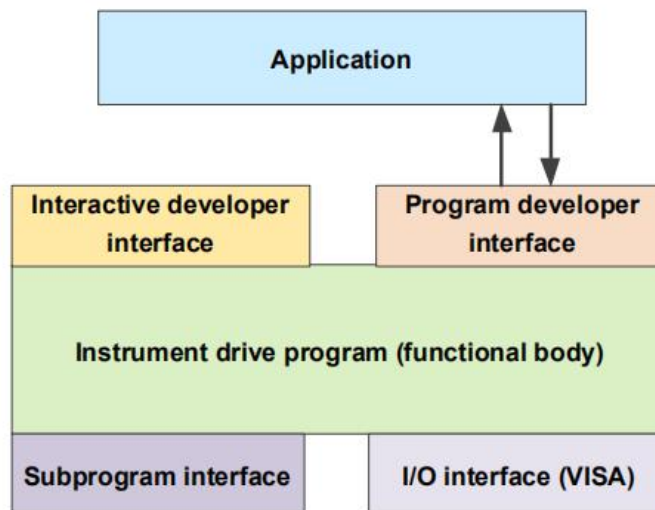 Application
Interactive developer
interface
Program developer
interface
Instrument drive program (functional body)
Subprogram interface
I/O interface (VISA)